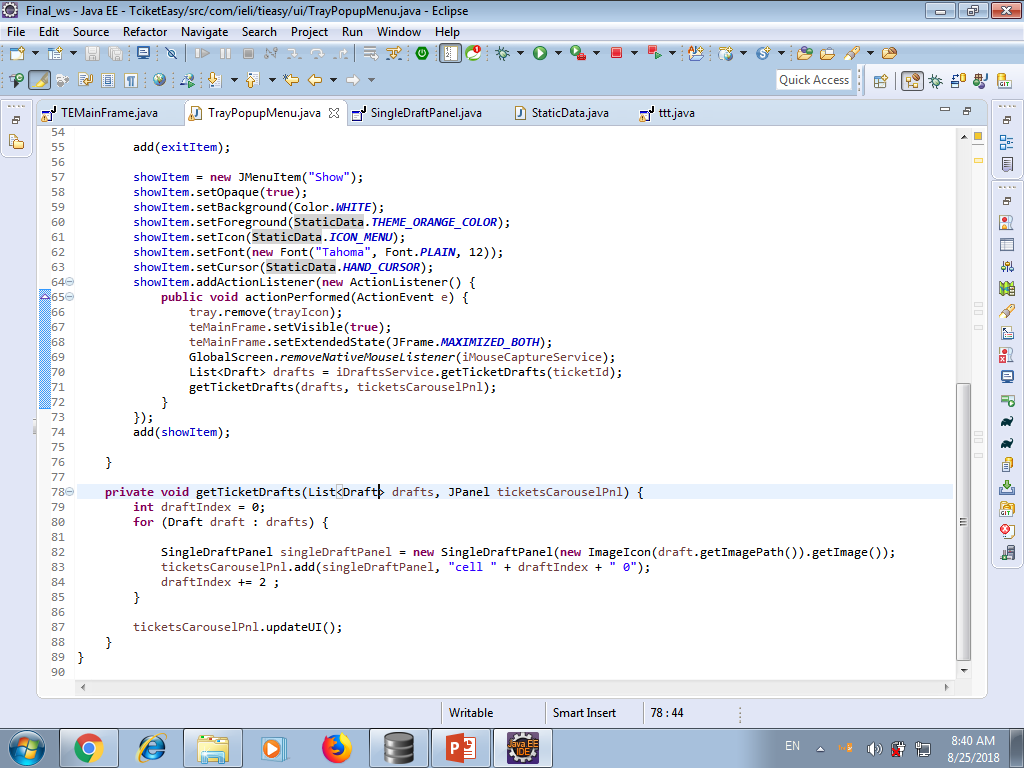 Final_ws - Java EE - TciketEasy/src/com/ieli/tieasy/ui/TrayPopupMenu.java - Eclipse
File Edit Source Refactor Navigate Search Project Run Window Help
Quick Access
TEMainFrame.java TrayPopupMenu.java SingleDraftPanel.java StaticData.java ttt.java
54
55 add(exitItem);
56
57 showItem = new JMenuItem("Show");
58 showItem.setOpaque(true);
59 showItem.setBackground(Color.WHITE);
60 showItem.setForeground(StaticData.THEME_ORANGE_COLOR);
61 showItem.setIcon(StaticData.ICON_MENU);
62 showItem.setFont(new Font("Tahoma", Font.PLAIN, 12));
63 showItem.setCursor(StaticData.HAND_CURSOR);
64 showItem.addActionListener(new ActionListener() {
65 public void actionPerformed(ActionEvent e) {
66 tray.remove(trayIcon);
67 teMainFrame.setVisible(true);
68 teMainFrame.setExtendedState(JFrame.MAXIMIZED_BOTH);
69 GlobalScreen.removeNativeMouseListener(iMouseCaptureService);
70 List<Draft> drafts = iDraftsService.getTicketDrafts(ticketId);
71 getTicketDrafts(drafts, ticketsCarouselPnl);
72 }
73 });
74 add(showItem);
75
76 }
77
78 private void getTicketDrafts(List<Draft> drafts, JPanel ticketsCarouselPnl) {
79 int draftIndex = 0;
80 for (Draft draft : drafts) {
81
82 SingleDraftPanel singleDraftPanel = new SingleDraftPanel(new ImageIcon(draft.getImagePath()).getImage());
83 ticketsCarouselPnl.add(singleDraftPanel, "cell " + draftIndex + " 0");
84 draftIndex += 2 ;
85 }
86
87 ticketsCarouselPnl.updateUI();
88 }
89 }
90
Writable Smart Insert 78 : 44
EN 8:40 AM
8/25/2018
Java EE
IDE